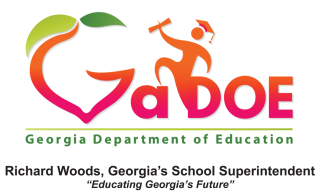 GaDOE
Georgia Department of Education
Richard Woods, Georgia's School Superintendent
"Educating Georgia's Future"